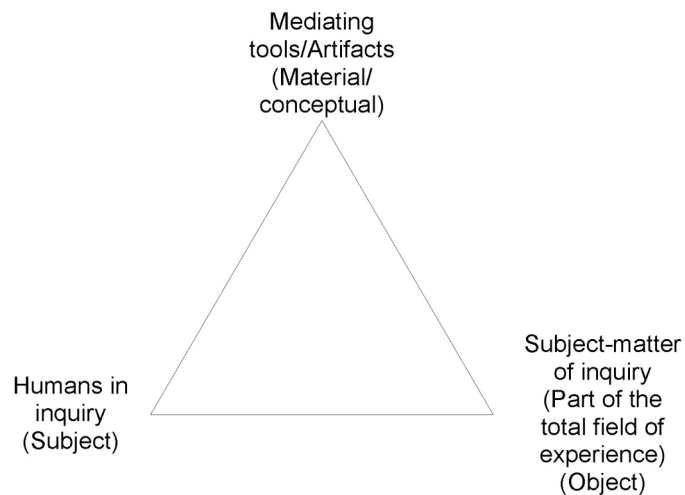 Mediating
tools/Artifacts
(Material/
conceptual)
Humans in
inquiry
(Subject)
Subject-matter
of inquiry
(Part of the
total field of
experience)
(Object)